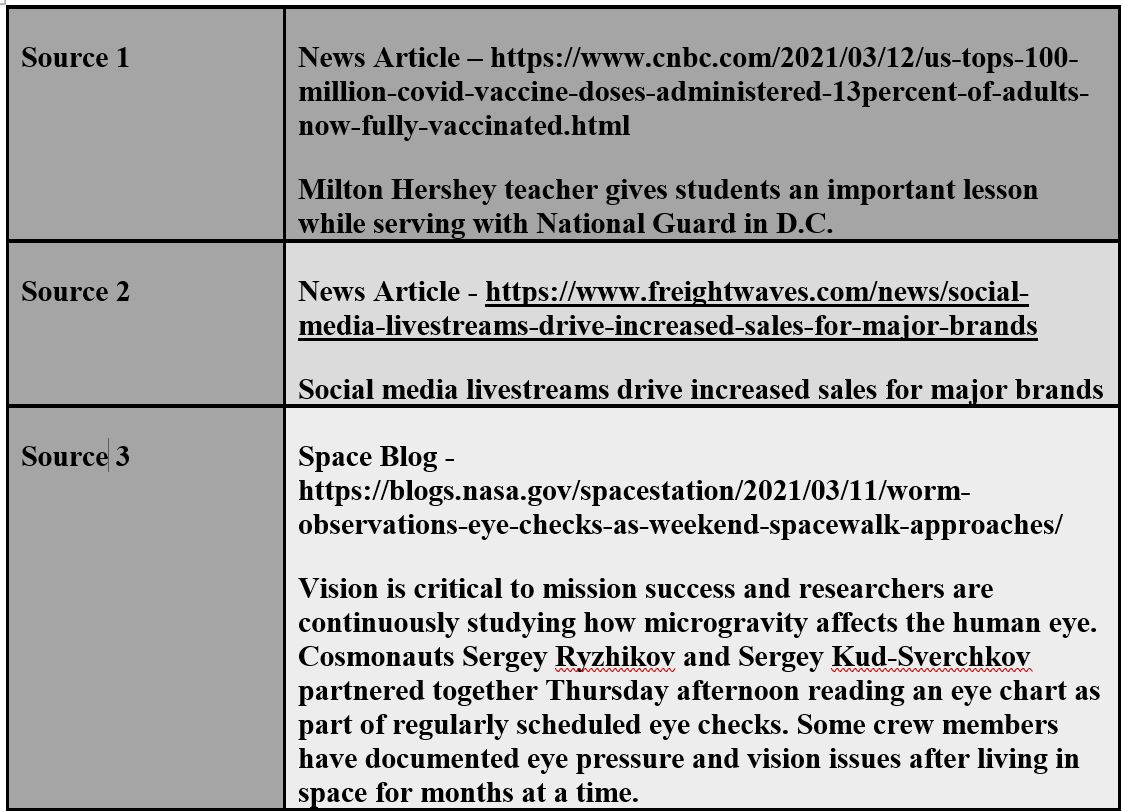 Source 1
News Article – https://www.cnbc.com/2021/03/12/us-tops-100-
million-covid-vaccine-doses-administered-13percent-of-adults-
now-fully-vaccinated.html
Milton Hershey teacher gives students an important lesson
while serving with National Guard in D.C.
Source 2
News Article - https://www.freightwaves.com/news/social-
media-livestreams-drive-increased-sales-for-major-brands
Social media livestreams drive increased sales for major brands
Source 3
Space Blog -
https://blogs.nasa.gov/spacestation/2021/03/11/worm-
observations-eye-checks-as-weekend-spacewalk-approaches/
Vision is critical to mission success and researchers are
continuously studying how microgravity affects the human eye.
Cosmonauts Sergey Ryzhikov and Sergey Kud-Sverchkov
partnered together Thursday afternoon reading an eye chart as
part of regularly scheduled eye checks. Some crew members
have documented eye pressure and vision issues after living in
space for months at a time.